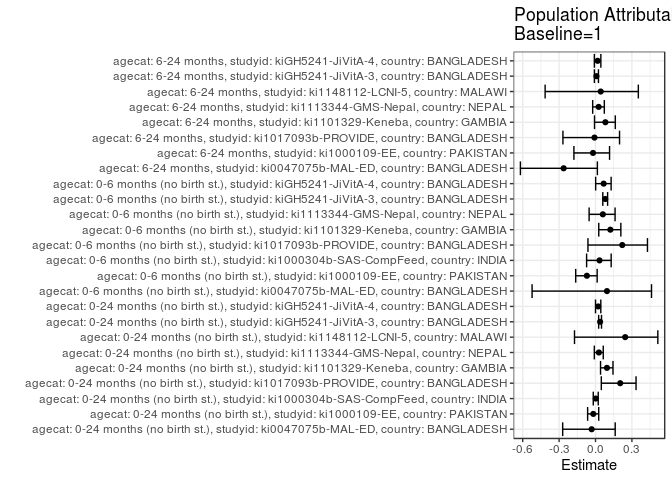 Population Attributa
Baseline=1
agecat: 6-24 months, studyid: kiGH5241-JiVitA-4, country: BANGLADESH
agecat: 6-24 months, studyid: kiGH5241-JiVitA-3, country: BANGLADESH
agecat: 6-24 months, studyid: ki1148112-LCNI-5, country: MALAWI
agecat: 6-24 months, studyid: ki1113344-GMS-Nepal, country: NEPAL
agecat: 6-24 months, studyid: ki1101329-Keneba, country: GAMBIA
agecat: 6-24 months, studyid: ki1017093b-PROVIDE, country: BANGLADESH
agecat: 6-24 months, studyid: ki1000109-EE, country: PAKISTAN
agecat: 6-24 months, studyid: ki0047075b-MAL-ED, country: BANGLADESH
agecat: 0-6 months (no birth st.), studyid: kiGH5241-JiVitA-4, country: BANGLADESH
agecat: 0-6 months (no birth st.), studyid: kiGH5241-JiVitA-3, country: BANGLADESH
agecat: 0-6 months (no birth st.), studyid: ki1113344-GMS-Nepal, country: NEPAL
agecat: 0-6 months (no birth st.), studyid: ki1101329-Keneba, country: GAMBIA
agecat: 0-6 months (no birth st.), studyid: ki1017093b-PROVIDE, country: BANGLADESH
agecat: 0-6 months (no birth st.), studyid: ki1000304b-SAS-CompFeed, country: INDIA
agecat: 0-6 months (no birth st.), studyid: ki1000109-EE, country: PAKISTAN
agecat: 0-6 months (no birth st.), studyid: ki0047075b-MAL-ED, country: BANGLADESH
agecat: 0-24 months (no birth st.), studyid: kiGH5241-JiVitA-4, country: BANGLADESH
agecat: 0-24 months (no birth st.), studyid: kiGH5241-JiVitA-3, country: BANGLADESH
agecat: 0-24 months (no birth st.), studyid: ki1148112-LCNI-5, country: MALAWI
agecat: 0-24 months (no birth st.), studyid: ki1113344-GMS-Nepal, country: NEPAL
agecat: 0-24 months (no birth st.), studyid: ki1101329-Keneba, country: GAMBIA
agecat: 0-24 months (no birth st.), studyid: ki1017093b-PROVIDE, country: BANGLADESH
agecat: 0-24 months (no birth st.), studyid: ki1000304b-SAS-CompFeed, country: INDIA
agecat: 0-24 months (no birth st.), studyid: ki1000109-EE, country: PAKISTAN
agecat: 0-24 months (no birth st.), studyid: ki0047075b-MAL-ED, country: BANGLADESH
-0.6 -0.3 0.0 0.3
Estimate